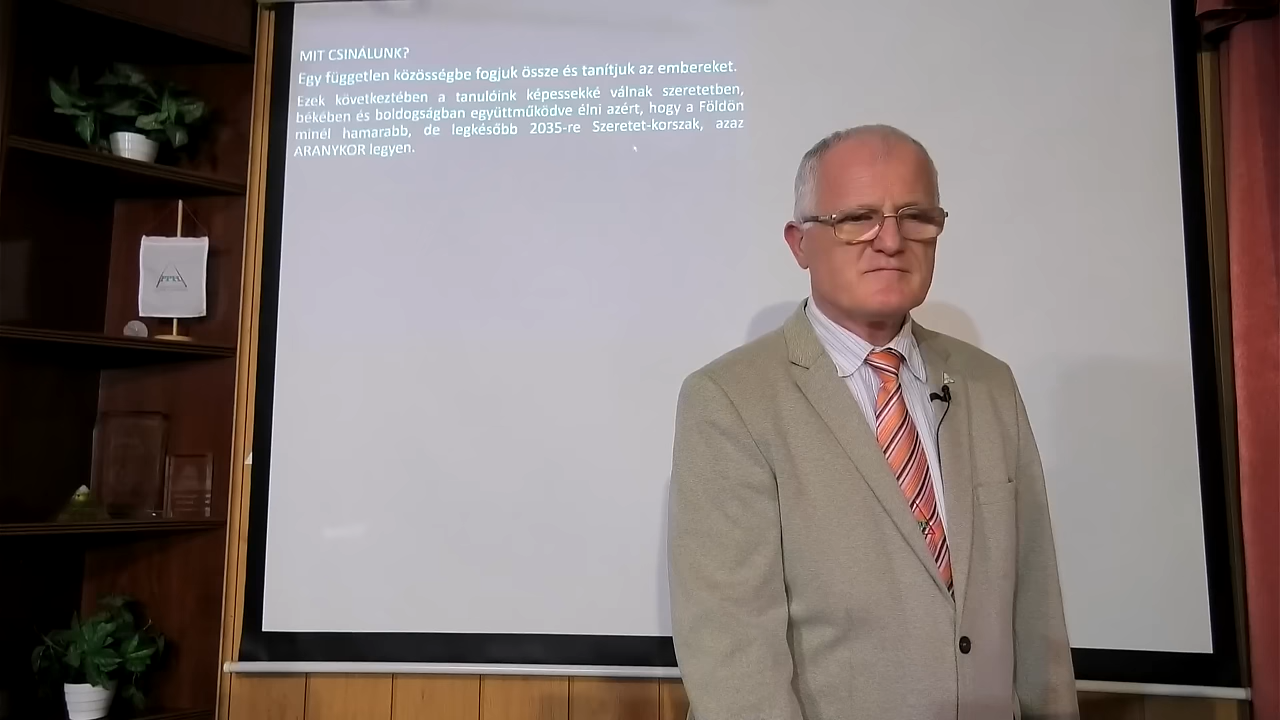 MIT CSINÁLUNK?
Egy független közösségbe fogjuk össze és tanítjuk az embereket.
Ezek következtében a tanulóink képessekké válnak szeretetben,
békében és boldogságban együttműködve élni azért, hogy a Földön
minél hamarabb, de legkésőbb 2035-re Szeretet-korszak, azaz
ARANYKOR legyen.